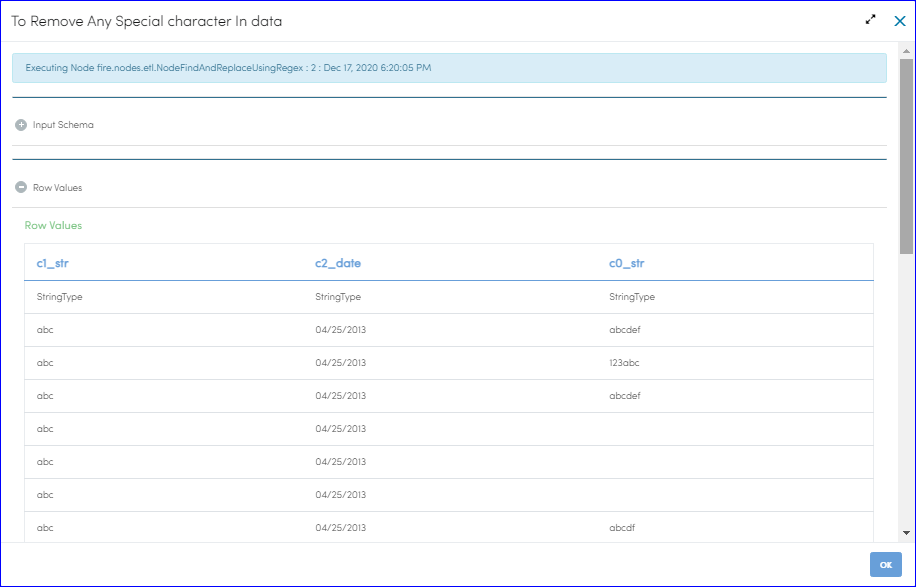 To Remove Any Special character In data
Executing Node fire.nodes.etl.NodeFindAndReplaceUsingRegex : 2 : Dec 17, 2020 6:20:05 PM
Input Schema
Row Values
Row Values
c1_str c2_date c0_str
StringType StringType StringType
abc 04/25/2013 abcdef
abc 04/25/2013 123abc
abc 04/25/2013 abcdef
abc 04/25/2013
abc 04/25/2013
abc 04/25/2013
abc 04/25/2013 abcdf
OK